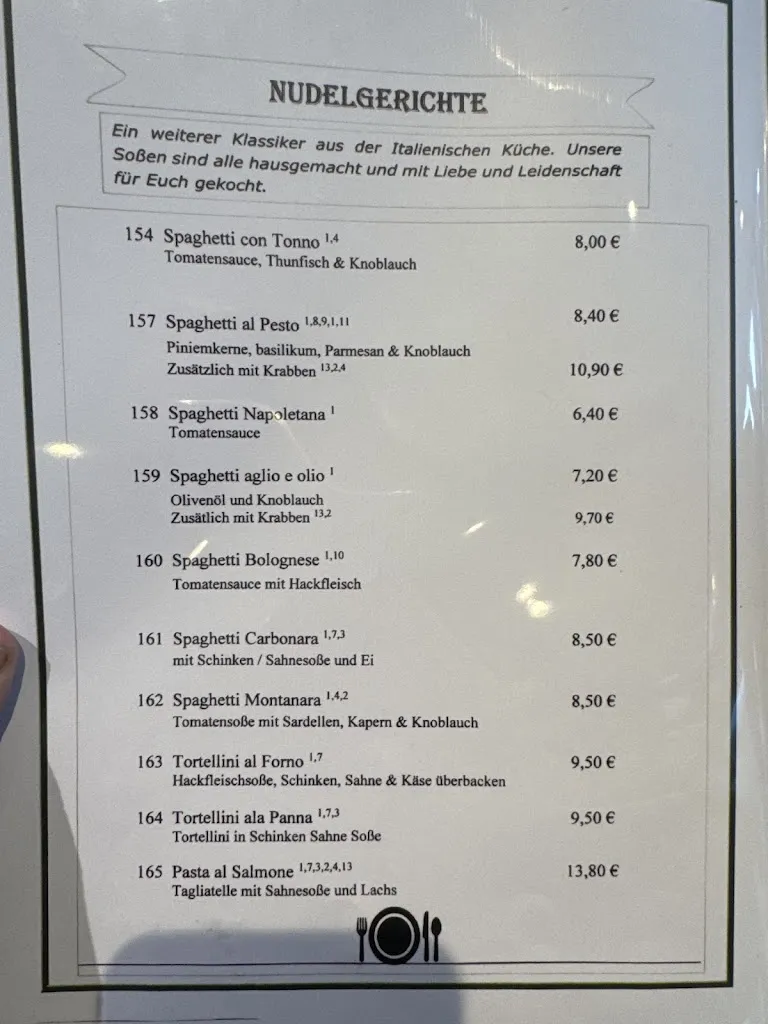 NUDELGERICHTE
Ein weiterer Klassiker aus der Italienischen Küche. Unsere
Soßen sind alle hausgemacht und mit Liebe und Leidenschaft
für Euch gekocht.
154 Spaghetti con Tonno 1,4 8,00 €
Tomatensauce, Thunfisch & Knoblauch
157 Spaghetti al Pesto 1,8,9,1,11 8,40 €
Piniemkerne, basilikum, Parmesan & Knoblauch
Zusätzlich mit Krabben 13,2,4 10,90 €
158 Spaghetti Napoletana 1 6,40 €
Tomatensauce
159 Spaghetti aglio e olio 1 7,20 €
Olivenöl und Knoblauch
Zusätlich mit Krabben 13,2 9,70 €
160 Spaghetti Bolognese 1,10 7,80 €
Tomatensauce mit Hackfleisch
161 Spaghetti Carbonara 1,7,3 8,50 €
mit Schinken / Sahnesoße und Ei
162 Spaghetti Montanara 1,4,2 8,50 €
Tomatensoße mit Sardellen, Kapern & Knoblauch
163 Tortellini al Forno 1,7 9,50 €
Hackfleischsoße, Schinken, Sahne & Käse überbacken
164 Tortellini ala Panna 1,7,3 9,50 €
Tortellini in Schinken Sahne Soße
165 Pasta al Salmone 1,7,3,2,4,13 13,80 €
Tagliatelle mit Sahnesoße und Lachs